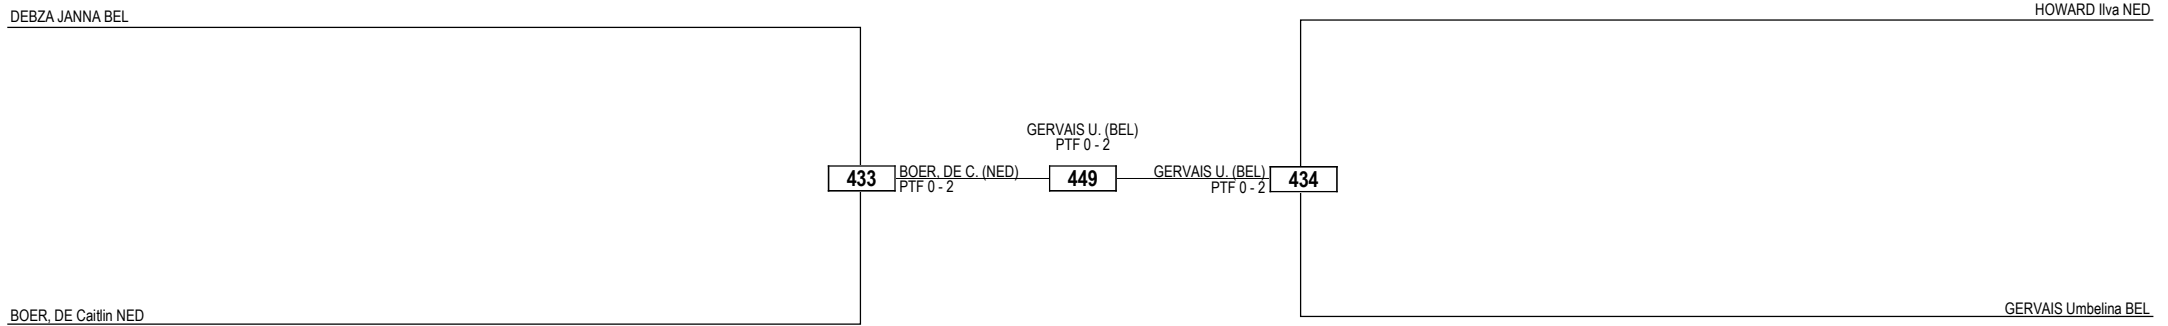 DEBZA JANNA BEL
HOWARD Ilva NED
GERVAIS U. (BEL)
PTF 0 - 2
433
BOER, DE C. (NED)
PTF 0 - 2
449
GERVAIS U. (BEL)
PTF 0 - 2
434
BOER, DE Caitlin NED
GERVAIS Umbelina BEL